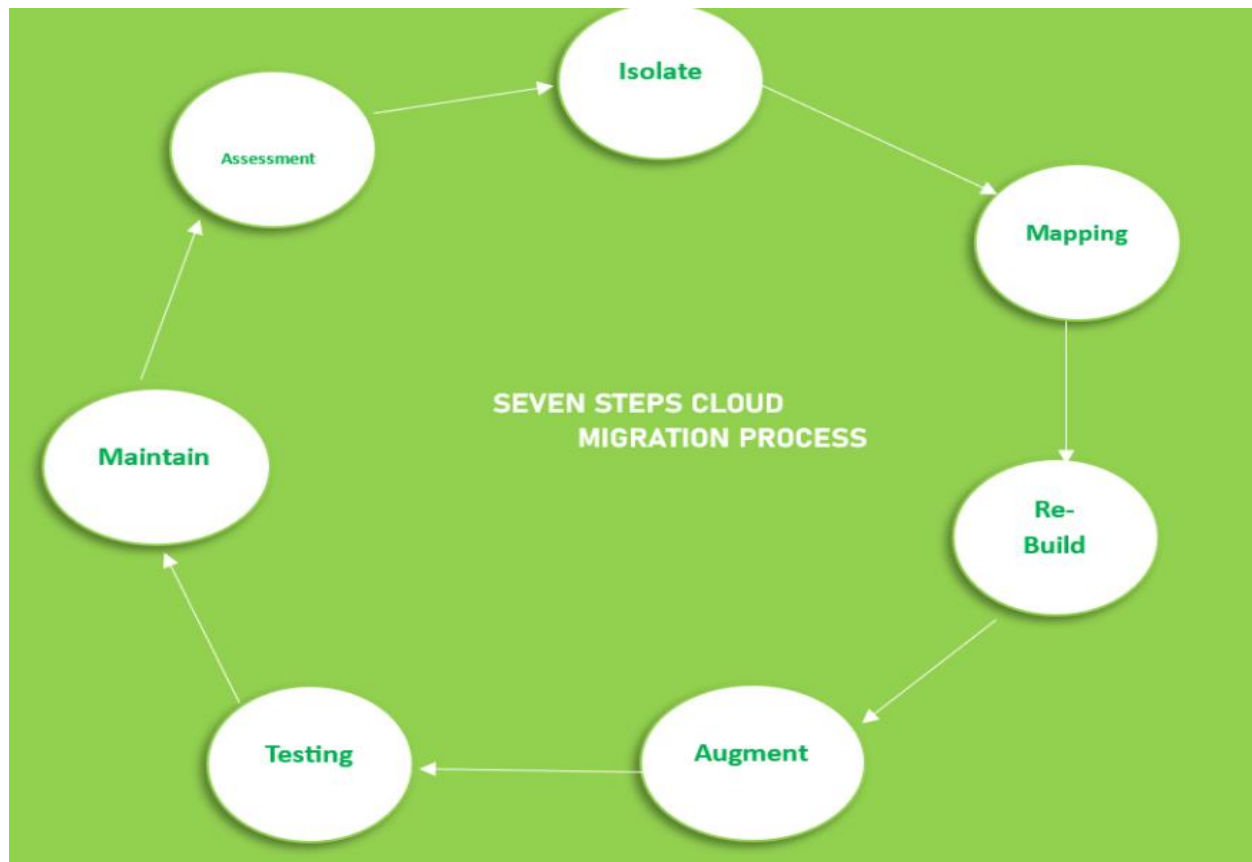 Isolate
Assessment
Mapping
SEVEN STEPS CLOUD
MIGRATION PROCESS
Maintain
Re-
Build
Testing
Augment